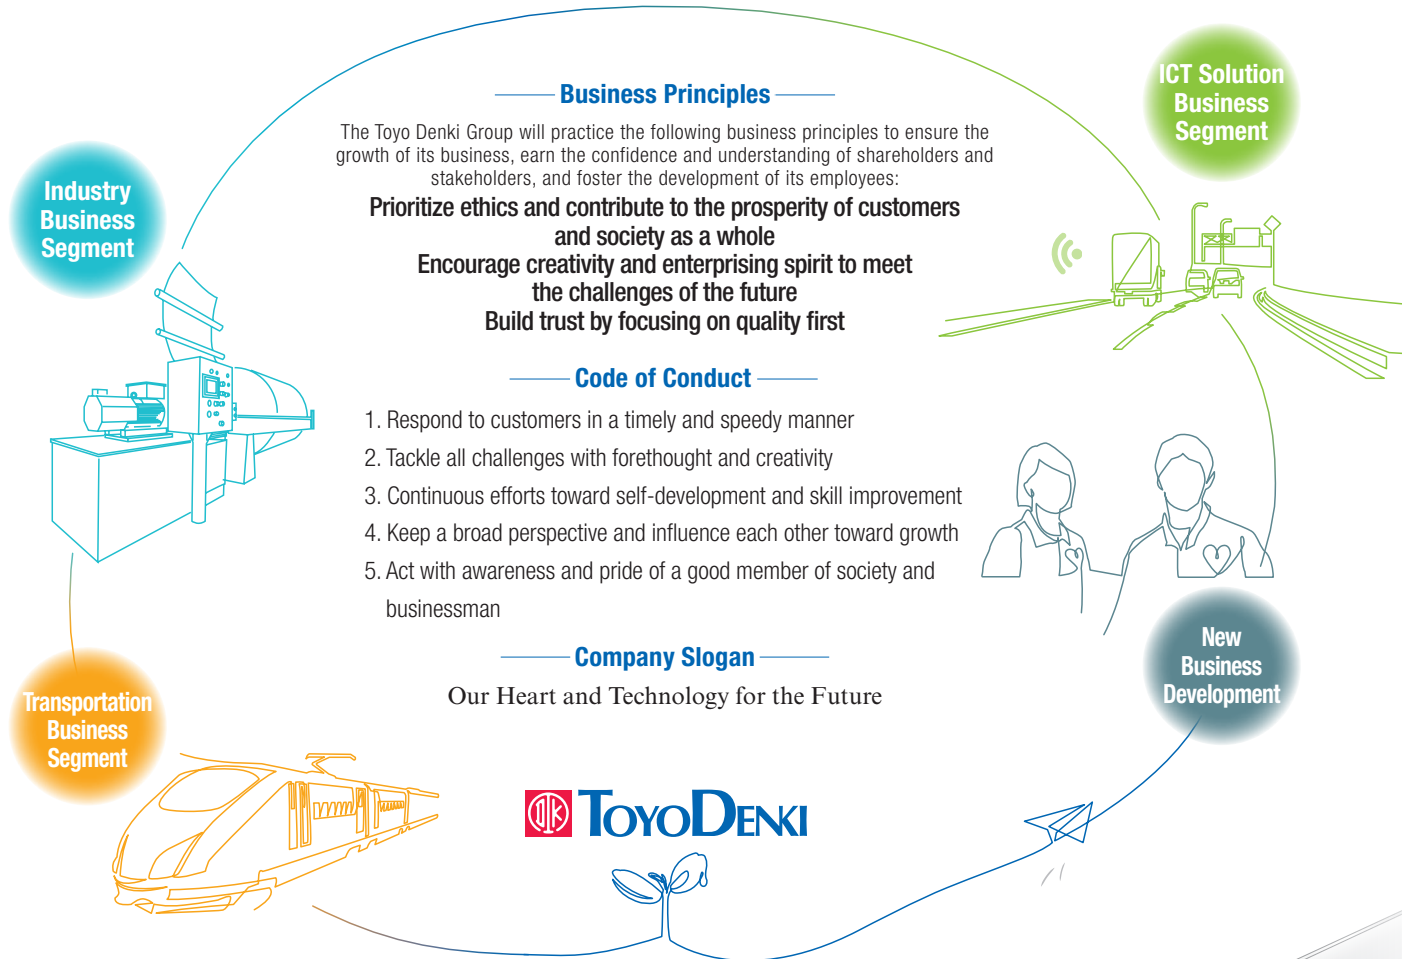 Business Principles
The Toyo Denki Group will practice the following business principles to ensure the
growth of its business, earn the confidence and understanding of shareholders and
stakeholders, and foster the development of its employees:
Prioritize ethics and contribute to the prosperity of customers
and society as a whole
Encourage creativity and enterprising spirit to meet
the challenges of the future
Build trust by focusing on quality first
Code of Conduct
1. Respond to customers in a timely and speedy manner
2. Tackle all challenges with forethought and creativity
3. Continuous efforts toward self-development and skill improvement
4. Keep a broad perspective and influence each other toward growth
5. Act with awareness and pride of a good member of society and
businessman
Company Slogan
Our Heart and Technology for the Future
Industry
Business
Segment
ICT Solution
Business
Segment
Transportation
Business
Segment
New
Business
Development
TOYO DENKI